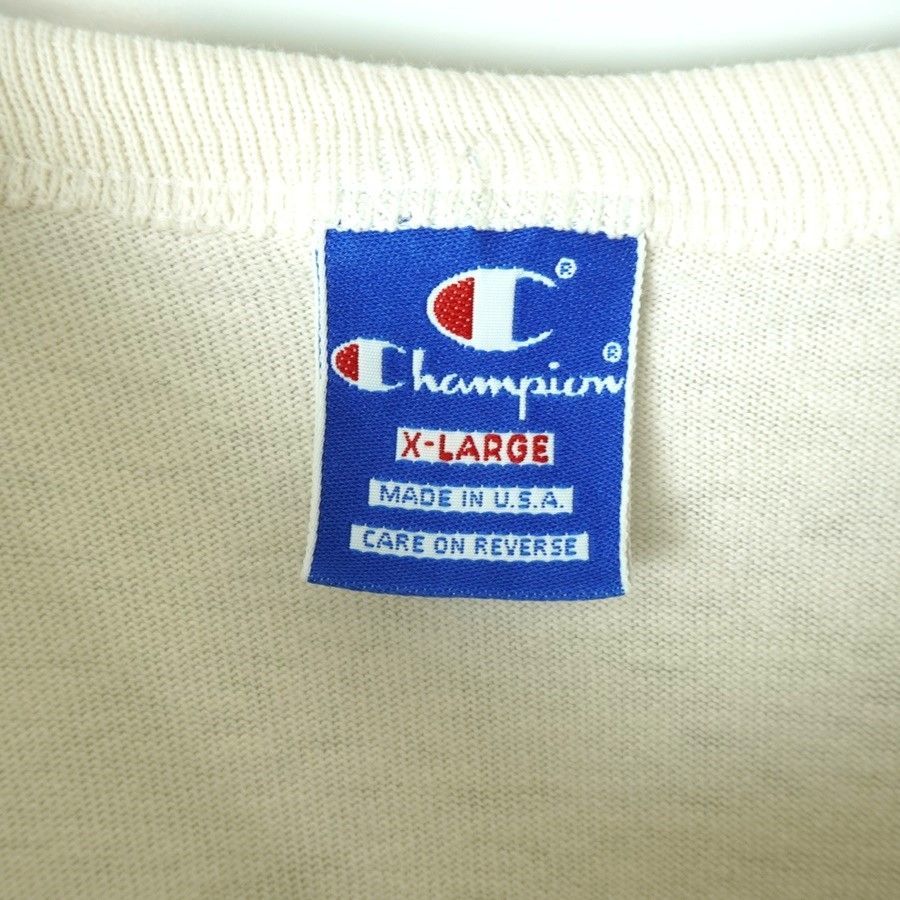 C®
Champion®
X-LARGE
MADE IN U.S.A.
CARE ON REVERSE